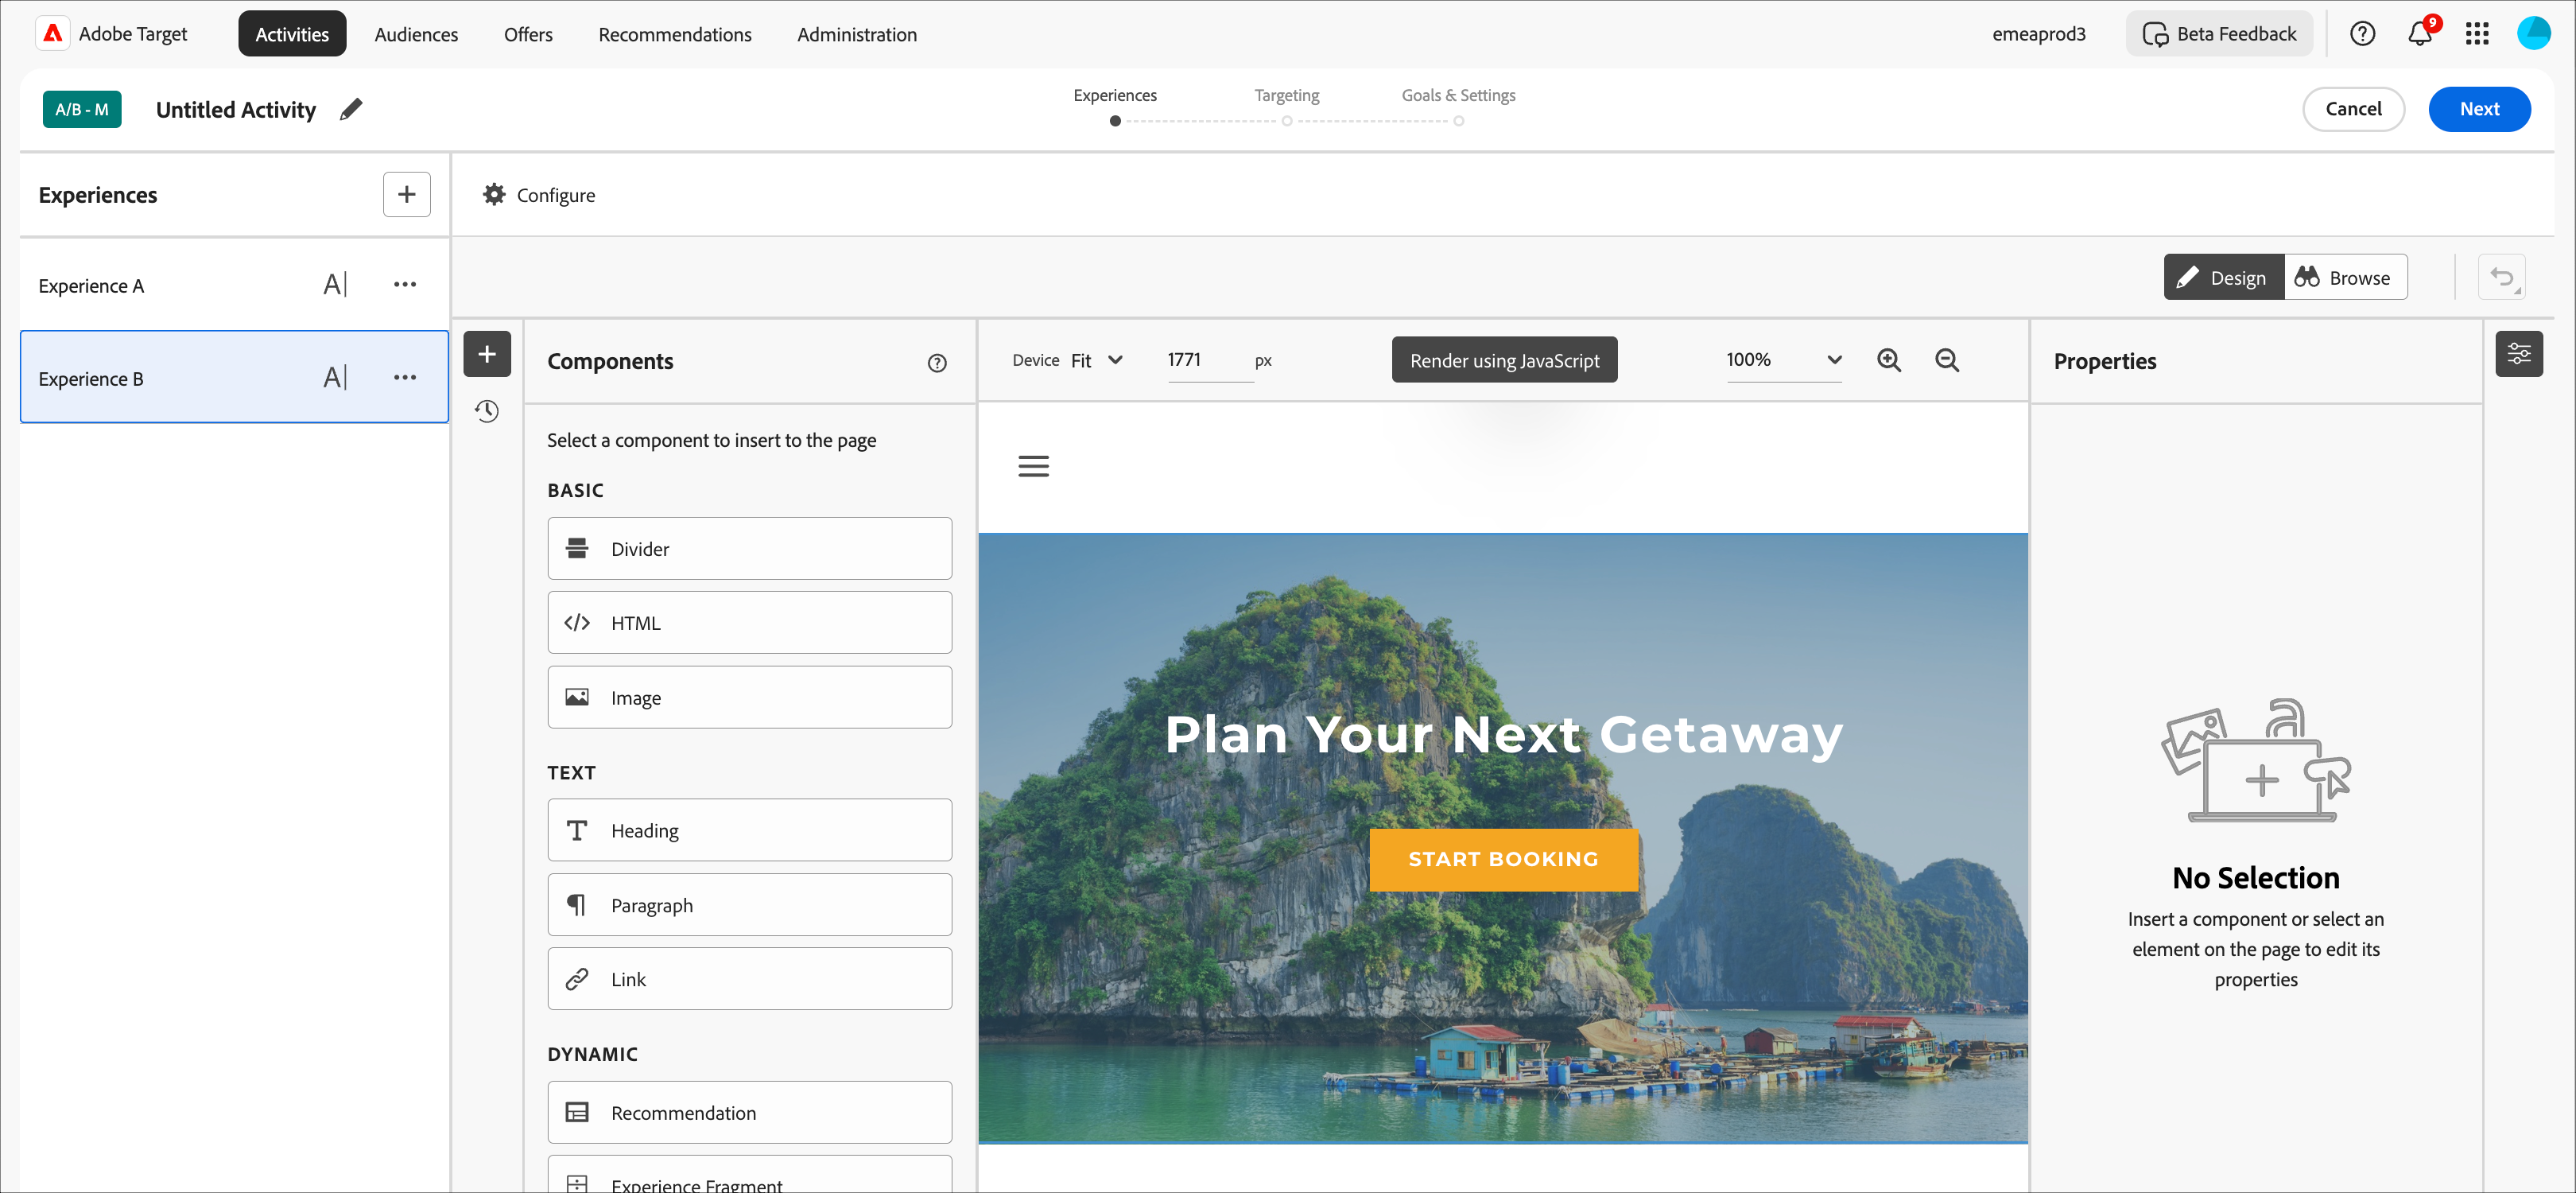 Adobe Target
Activities
Audiences
Offers
Recommendations
Administration
emeaprod3
Beta Feedback
9
A/B - M
Untitled Activity
Experiences
Targeting
Goals & Settings
Cancel
Next
Experiences
Configure
Experience A
A
Experience B
A
Design
Browse
Components
Select a component to insert to the page
BASIC
Divider
HTML
Image
TEXT
Heading
Paragraph
Link
DYNAMIC
Recommendation
Experience Fragment
Device Fit
1771 px
Render using JavaScript
100%
Plan Your Next Getaway
START BOOKING
Properties
No Selection
Insert a component or select an
element on the page to edit its
properties